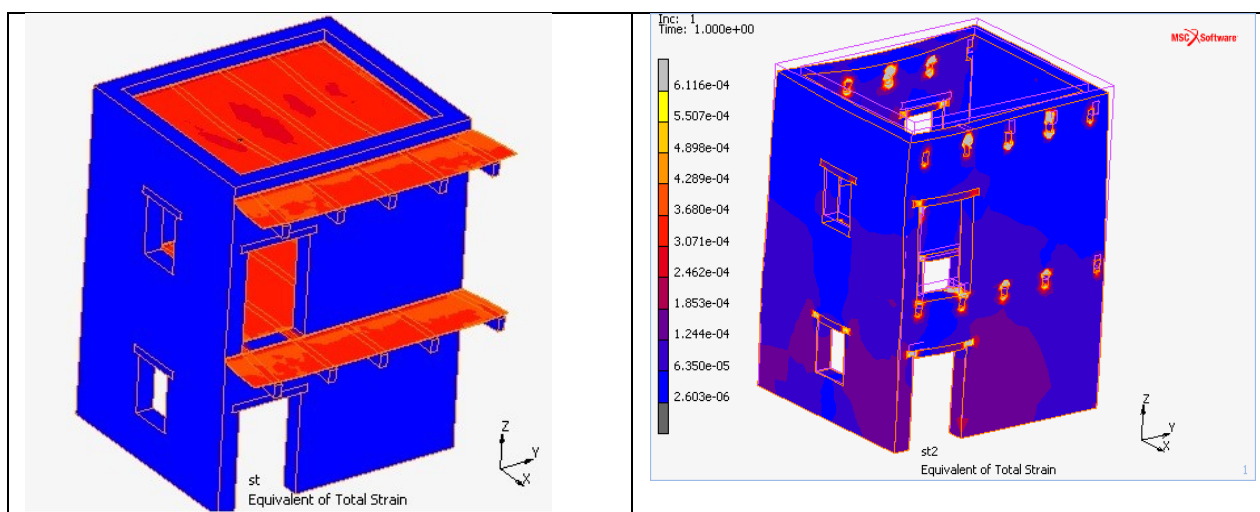 Z
Y
X
st
Equivalent of Total Strain
Inc: 1
Time: 1.000e+00
MSC Software
6.116e-04
5.507e-04
4.898e-04
4.289e-04
3.680e-04
3.071e-04
2.462e-04
1.853e-04
1.244e-04
6.350e-05
2.603e-06
Z
Y
X
st2
Equivalent of Total Strain
1